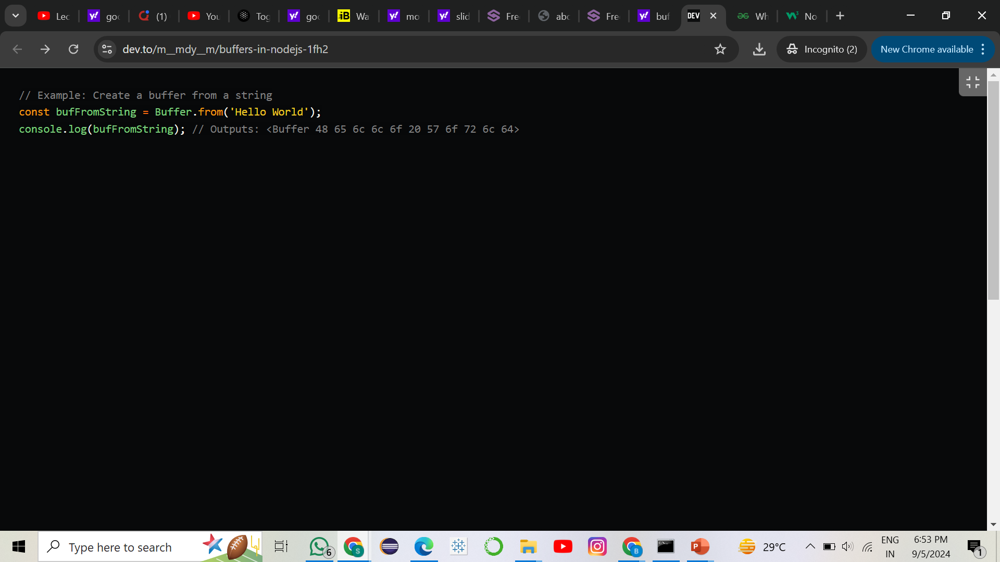 Lec
goo
(1)
You
Tog
goo
iB Wa
mo
slid
Fre
abc
Fre
buf
DEV
Wh
No
dev.to/m__mdy__m/buffers-in-nodejs-1fh2
Incognito (2)
New Chrome available
// Example: Create a buffer from a string
const bufFromString = Buffer.from('Hello World');
console.log(bufFromString); // Outputs: <Buffer 48 65 6c 6c 6f 20 57 6f 72 6c 64>
Type here to search
6
S
B
P
29°C
ENG
IN
6:53 PM
9/5/2024
1